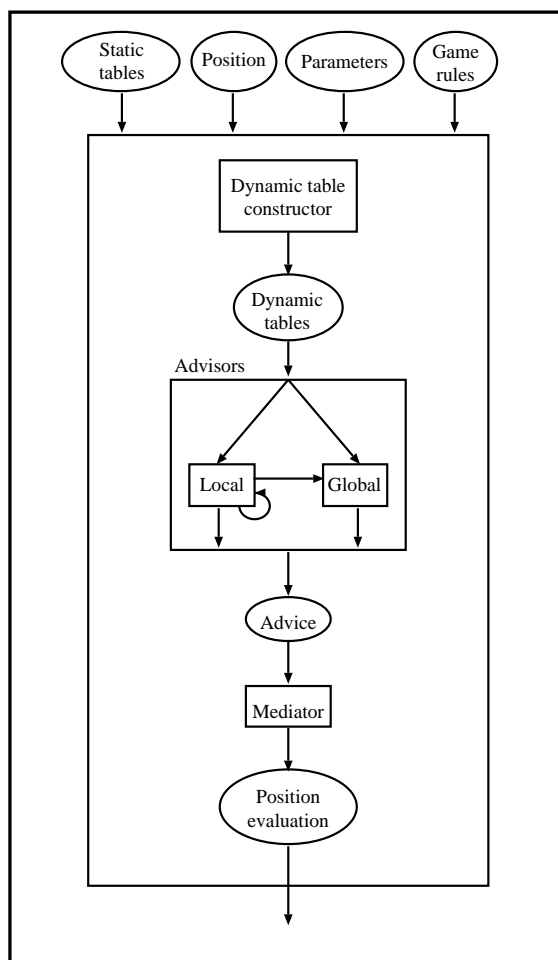 Static
tables
Position
Parameters
Game
rules
Dynamic table
constructor
Dynamic
tables
Advisors
Local
Global
Advice
Mediator
Position
evaluation